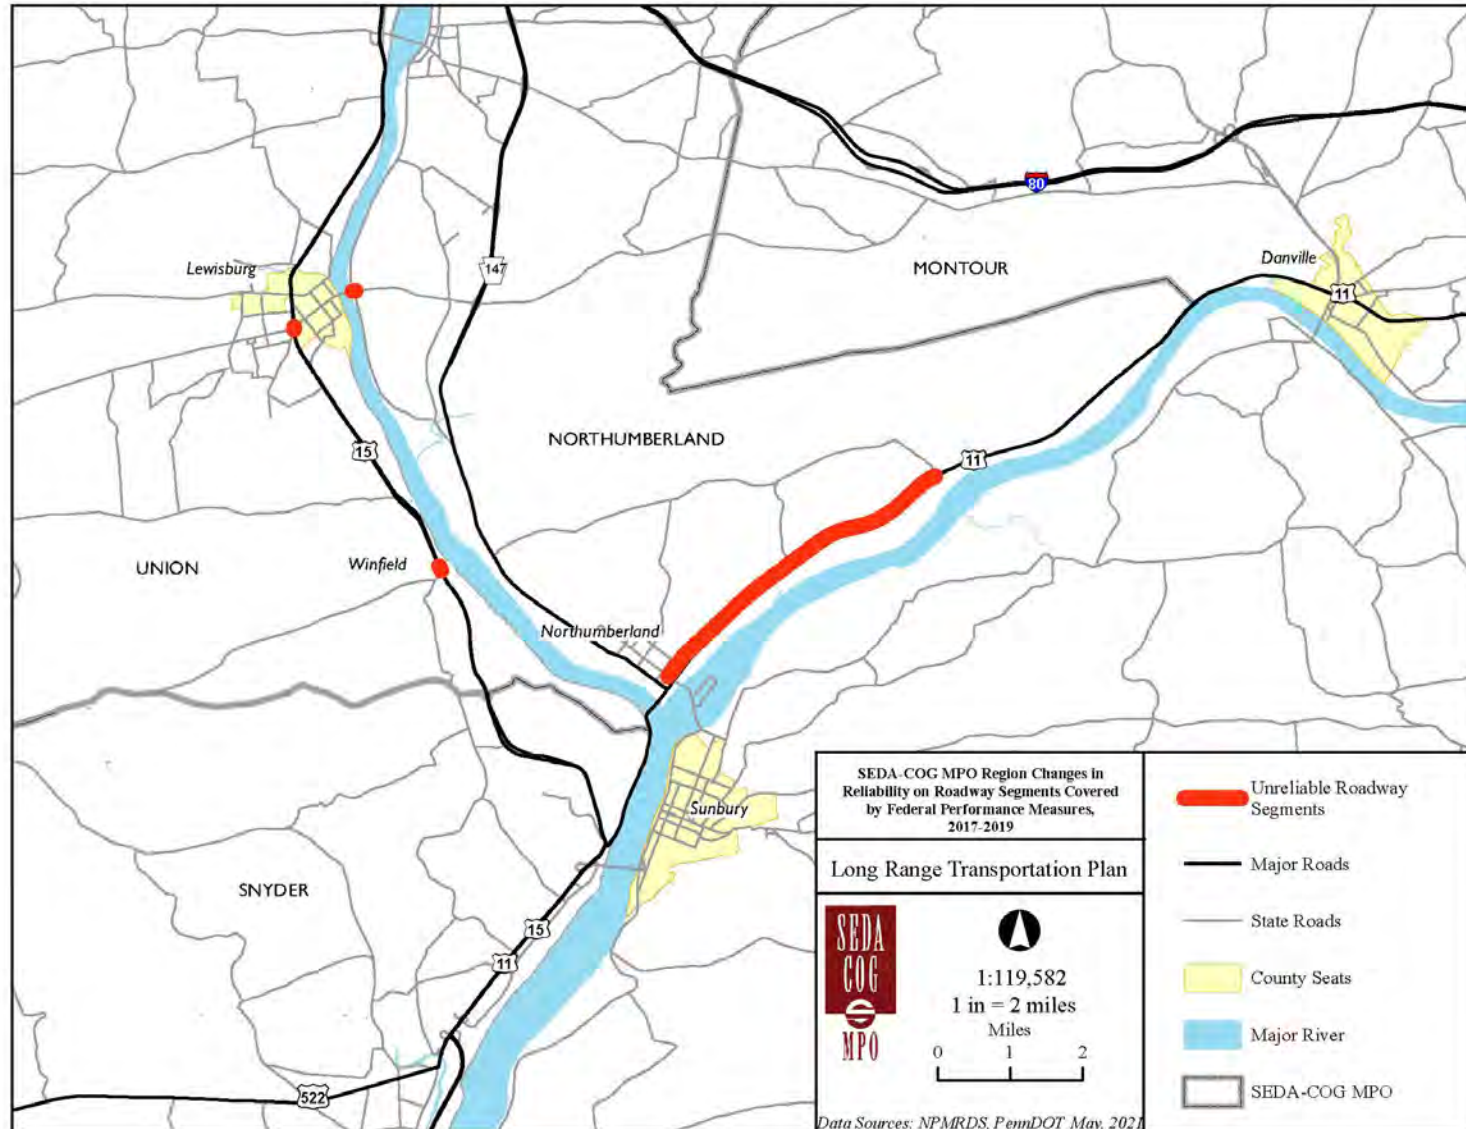 80
147
Lewisburg
MONTOUR
Danville
11
NORTHUMBERLAND
15
11
UNION
Winfield
Northumberland
Sunbury
SNYDER
15
11
522
SEDA-COG MPO Region Changes in
Reliability on Roadway Segments Covered
by Federal Performance Measures,
2017-2019
Long Range Transportation Plan
SEDA
COG
MPO
1:119,582
1 in = 2 miles
Miles
0 1 2
Data Sources: NPMRDS, PennDOT May, 2021
Unreliable Roadway
Segments
Major Roads
State Roads
County Seats
Major River
SEDA-COG MPO